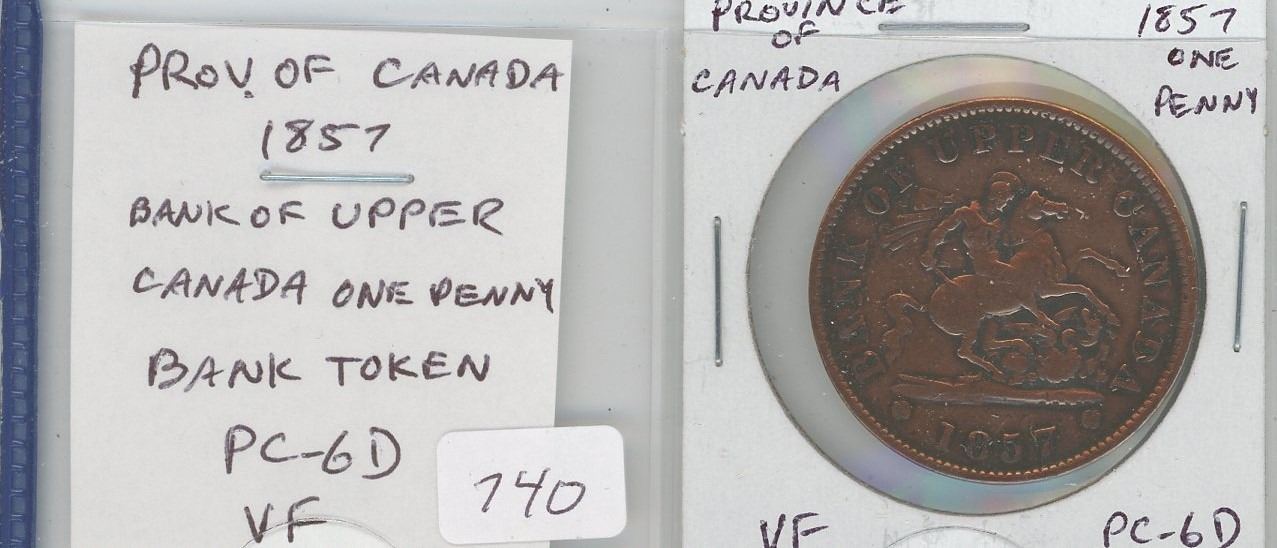 PROV. OF CANADA
1857
BANK OF UPPER
CANADA ONE PENNY
BANK TOKEN
PC-6D
VF
740
PROVINCE
OF
CANADA
1857
ONE
PENNY
BANK OF UPPER CANADA
1857
VF
PC-6D